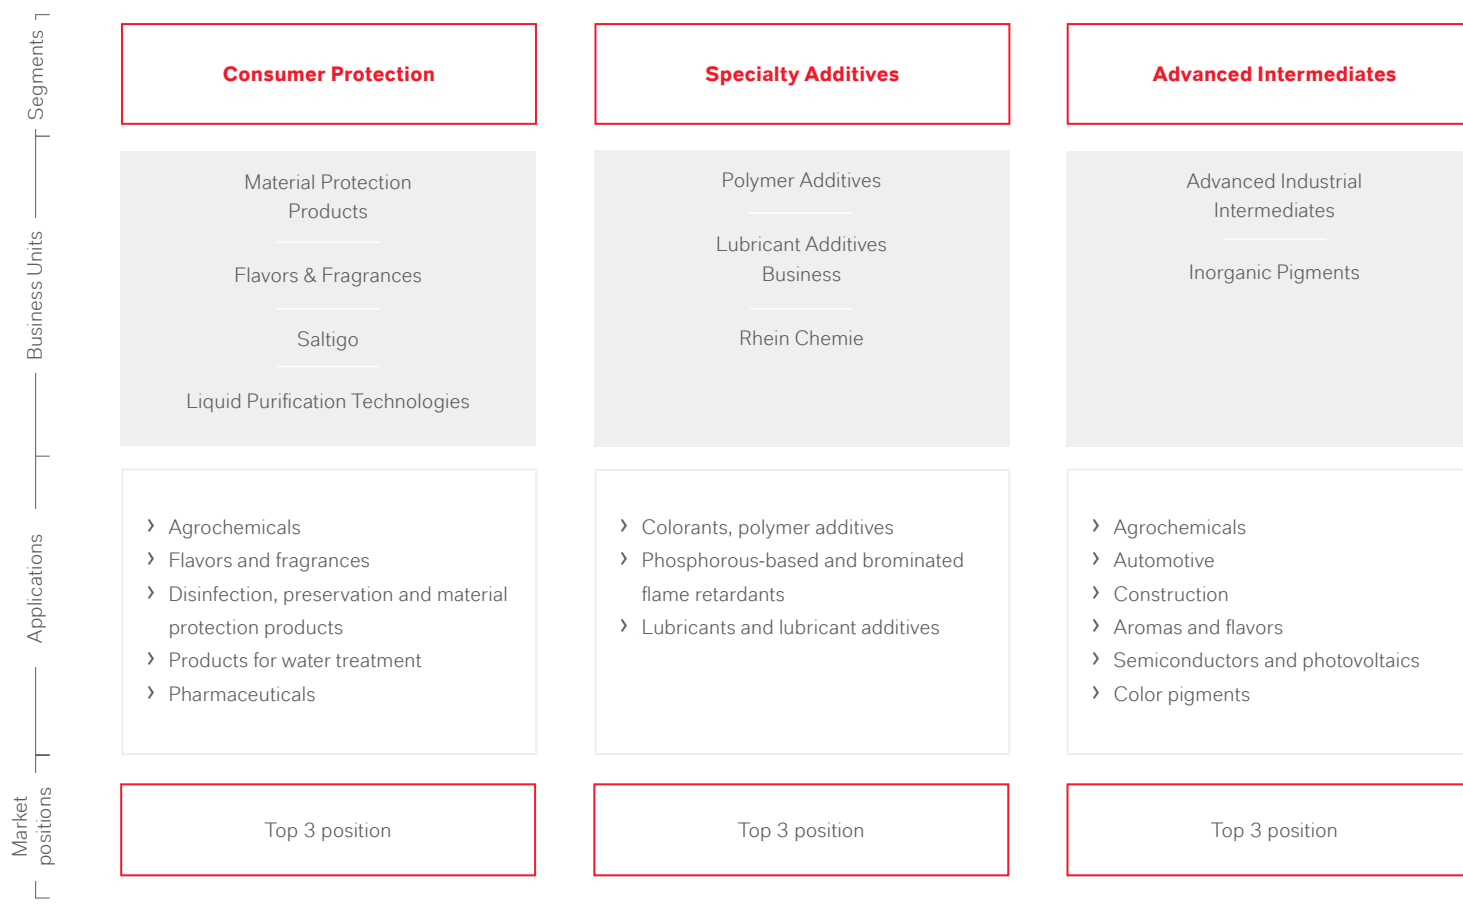 Segments
Consumer Protection
Specialty Additives
Advanced Intermediates
Business Units
Material Protection
Products
Flavors & Fragrances
Saltigo
Liquid Purification Technologies
Polymer Additives
Lubricant Additives
Business
Rhein Chemie
Advanced Industrial
Intermediates
Inorganic Pigments
Applications
› Agrochemicals
› Flavors and fragrances
› Disinfection, preservation and material
protection products
› Products for water treatment
› Pharmaceuticals
› Colorants, polymer additives
› Phosphorous-based and brominated
flame retardants
› Lubricants and lubricant additives
› Agrochemicals
› Automotive
› Construction
› Aromas and flavors
› Semiconductors and photovoltaics
› Color pigments
Market
positions
Top 3 position
Top 3 position
Top 3 position